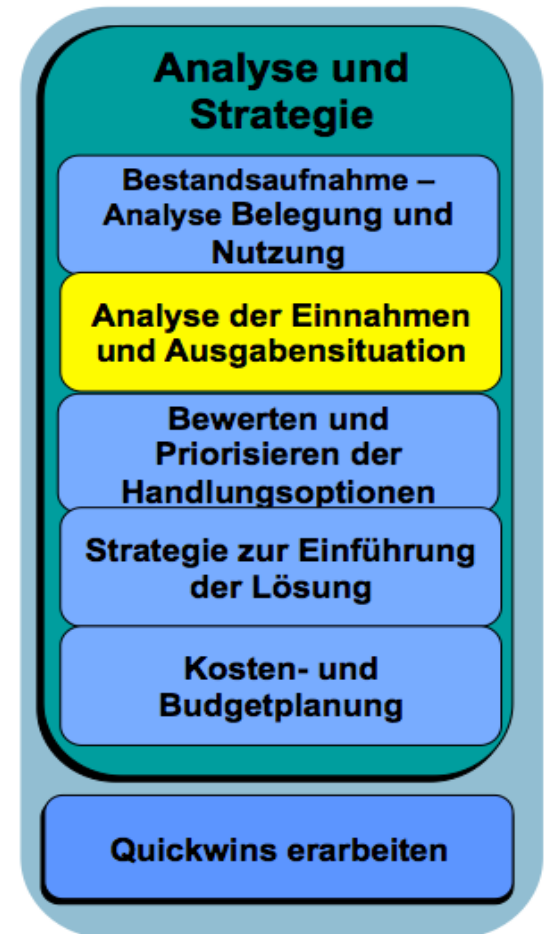 Analyse und
Strategie
Bestandsaufnahme –
Analyse Belegung und
Nutzung
Analyse der Einnahmen
und Ausgabensituation
Bewerten und
Priorisieren der
Handlungsoptionen
Strategie zur Einführung
der Lösung
Kosten- und
Budgetplanung
Quickwins erarbeiten